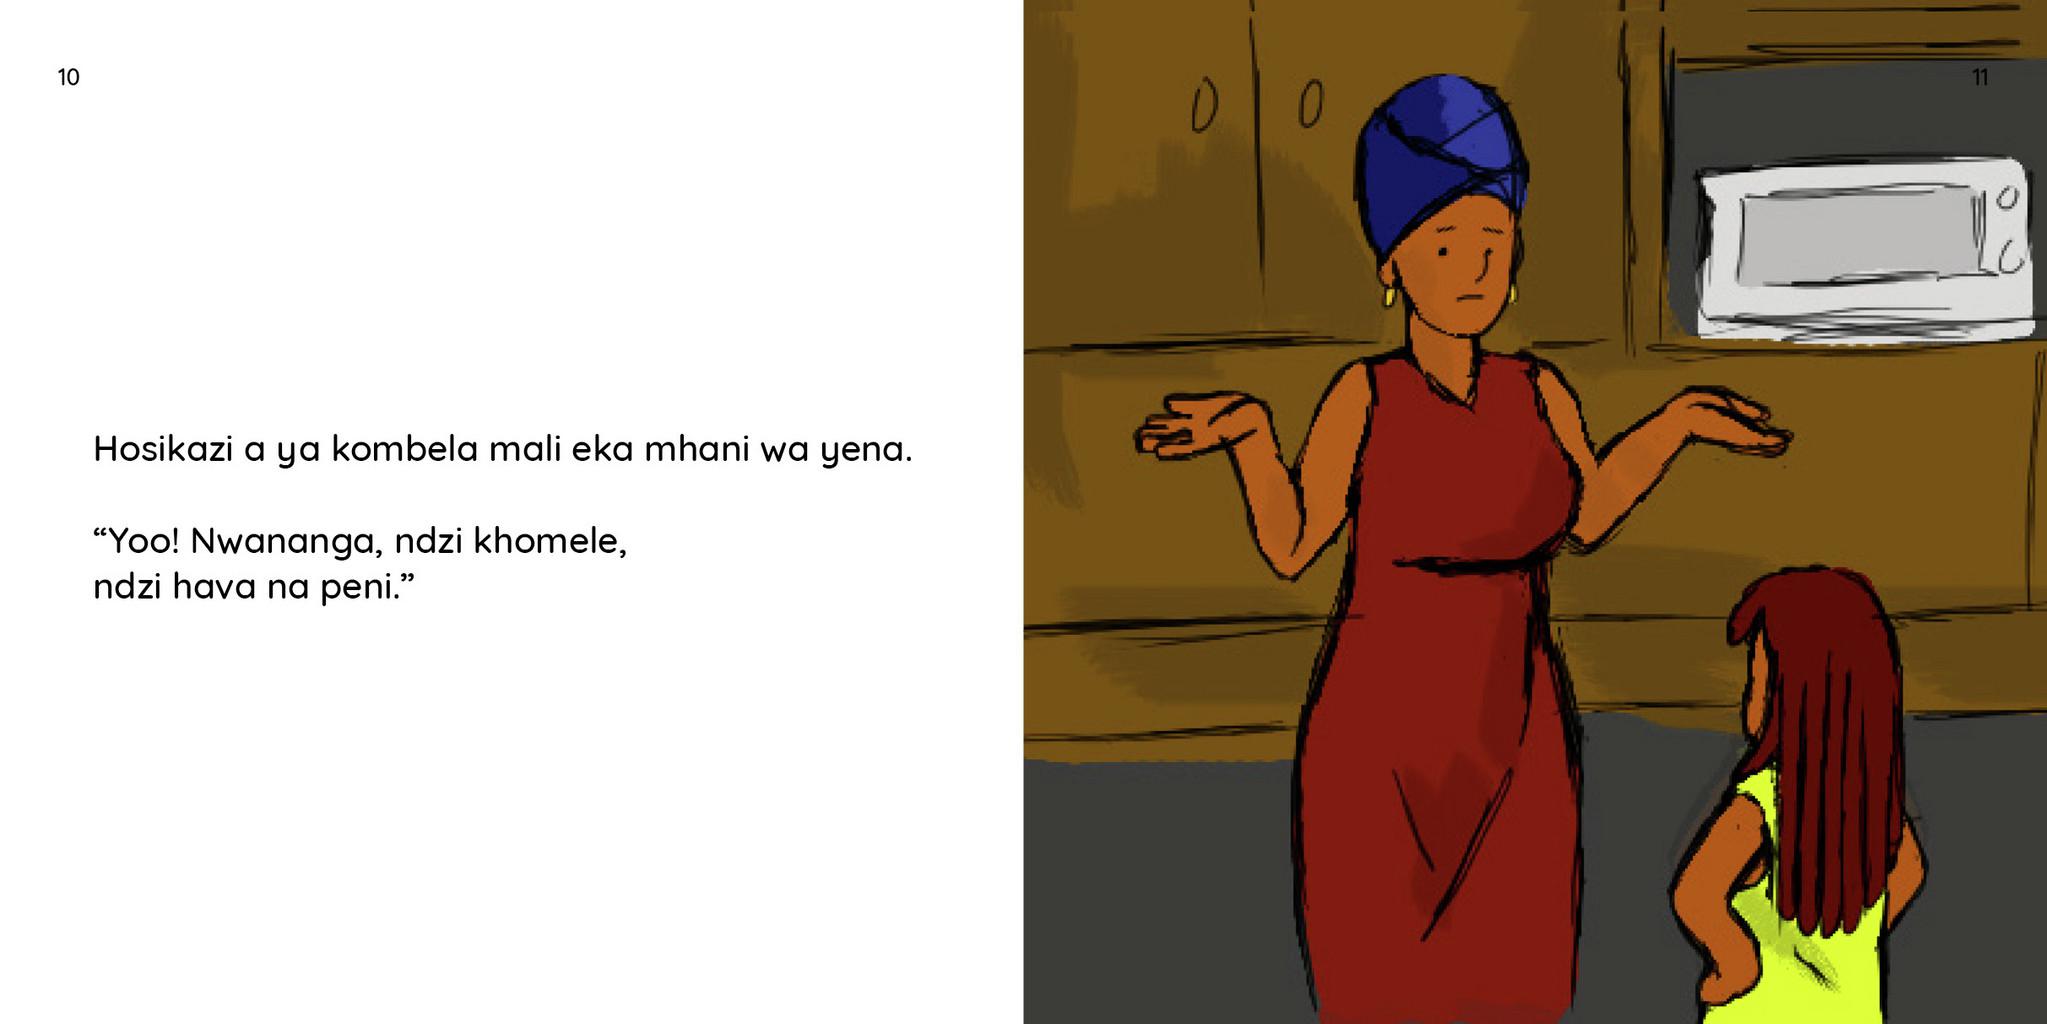 10
11
Hosikazi a ya kombela mali eka mhani wa yena.
“Yoo! Nwananga, ndzi khomele,
ndzi hava na peni.”